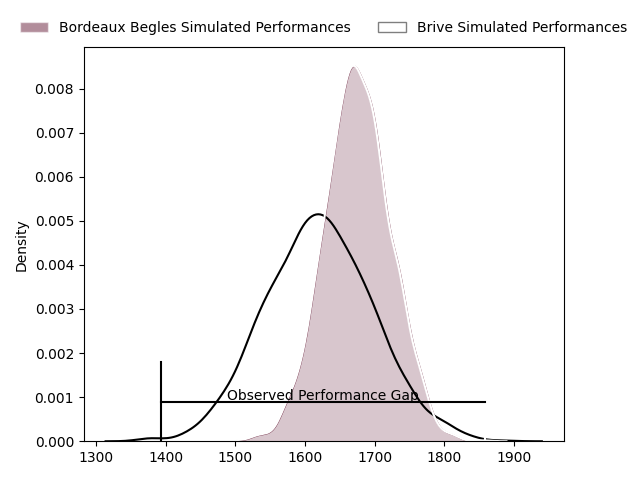 Bordeaux Begles Simulated Performances
Brive Simulated Performances
Density
0.008
0.007
0.006
0.005
0.004
0.003
0.002
0.001
0.000
Observed Performance Gap
1300 1400 1500 1600 1700 1800 1900